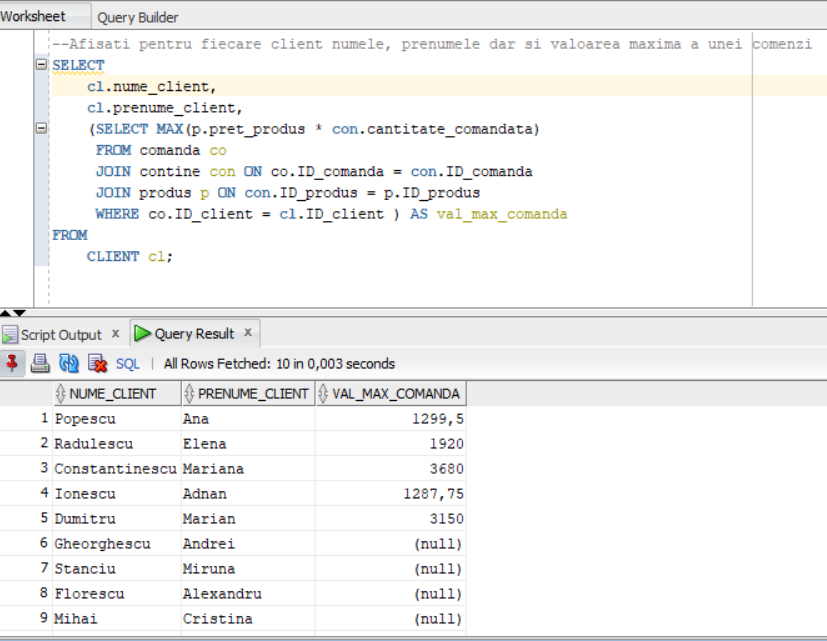 Worksheet Query Builder
--Afisati pentru fiecare client numele, prenumele dar si valoarea maxima a unei comenzi
SELECT
cl.nume_client,
cl.prenume_client,
(SELECT MAX(p.pret_produs * con.cantitate_comandata)
FROM comanda co
JOIN contine con ON co.ID_comanda = con.ID_comanda
JOIN produs p ON con.ID_produs = p.ID_produs
WHERE co.ID_client = cl.ID_client ) AS val_max_comanda
FROM
CLIENT cl;
Script Output x Query Result x
SQL | All Rows Fetched: 10 in 0,003 seconds
NUME_CLIENT PRENUME_CLIENT VAL_MAX_COMANDA
1 Popescu Ana 1299,5
2 Radulescu Elena 1920
3 Constantinescu Mariana 3680
4 Ionescu Adnan 1287,75
5 Dumitru Marian 3150
6 Gheorghescu Andrei (null)
7 Stanciu Miruna (null)
8 Florescu Alexandru (null)
9 Mihai Cristina (null)